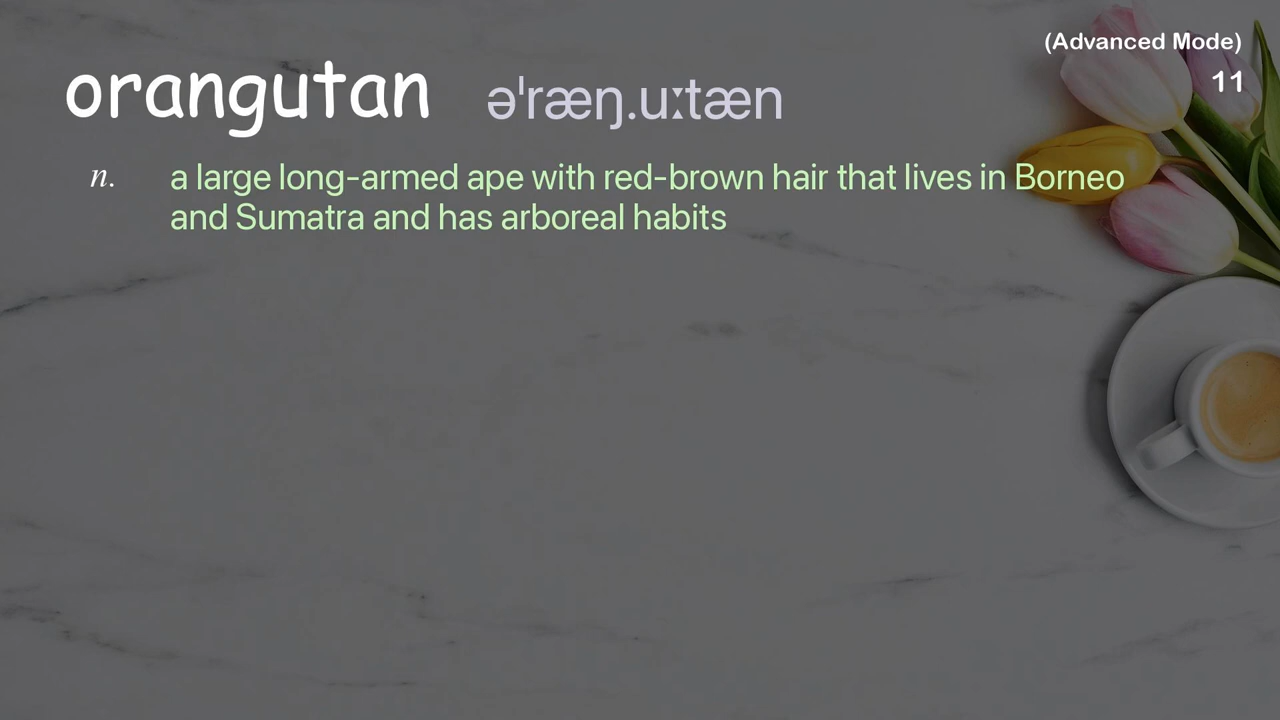 (Advanced Mode)
orangutan əˈræŋ.uːtæn
11
n. a large long-armed ape with red-brown hair that lives in Borneo
and Sumatra and has arboreal habits